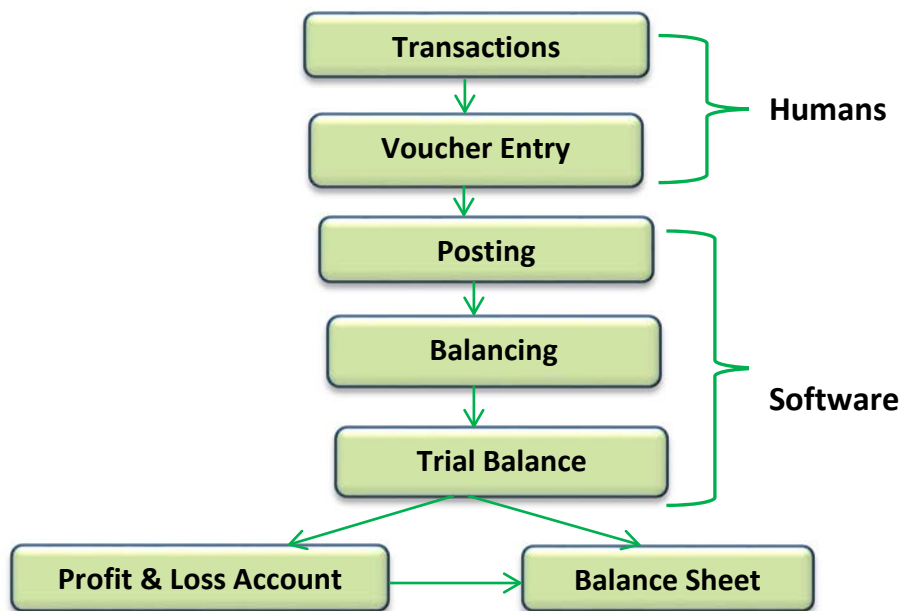 Transactions
Humans
Voucher Entry
Posting
Balancing
Software
Trial Balance
Profit & Loss Account
Balance Sheet